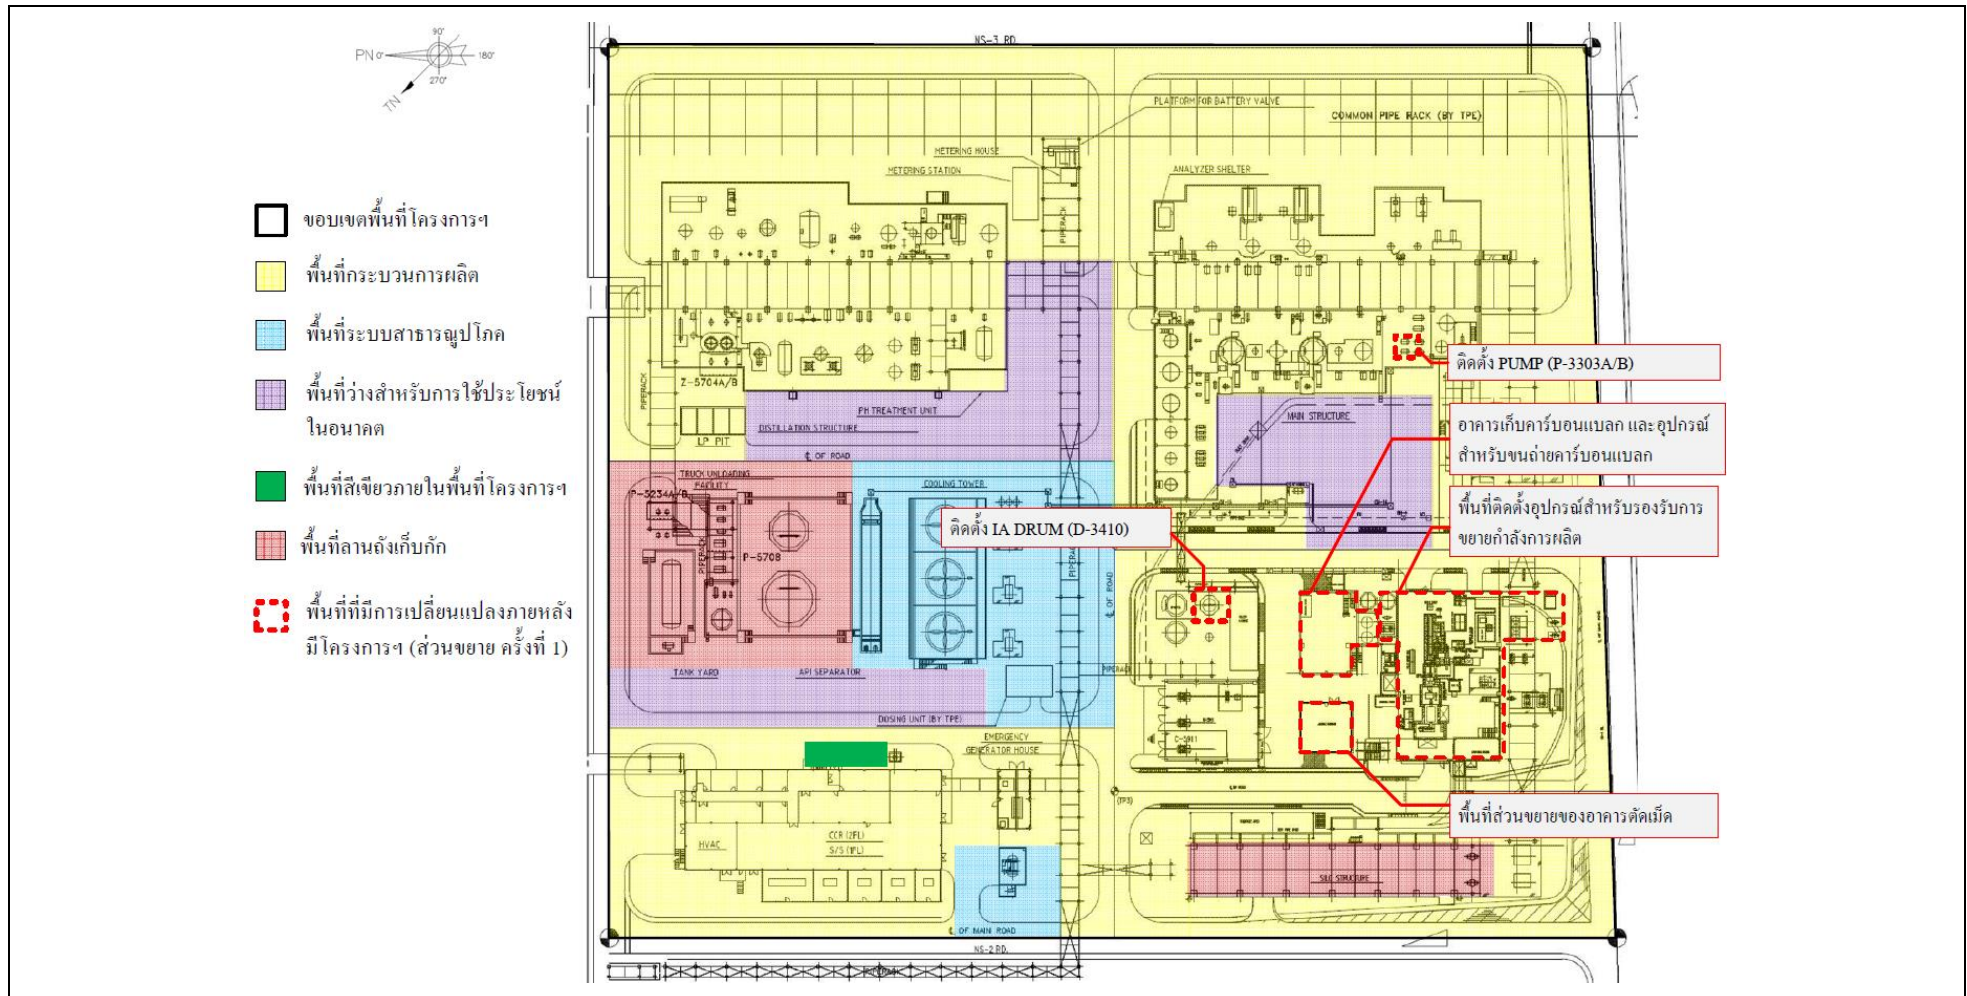 90°
PN 0°
180°
270°
TN
NS-3 RD.
PLATFORM FOR BATTERY VALVE
COMMON PIPE RACK (BY TPE)
METERING HOUSE
METERING STATION
ANALYZER SHELTER
PIPERACK
ขอบเขตพื้นที่โครงการฯ
พื้นที่กระบวนการผลิต
พื้นที่ระบบสาธารณูปโภค
พื้นที่ว่างสำหรับการใช้ประโยชน์
ในอนาคต
พื้นที่สีเขียวภายในพื้นที่โครงการฯ
พื้นที่ลานถังเก็บกัก
พื้นที่ที่มีการเปลี่ยนแปลงภายหลัง
มีโครงการฯ (ส่วนขยาย ครั้งที่ 1)
ติดตั้ง PUMP (P-3303A/B)
Z-5704A/B
PIPERACK
LP PIT
PH TREATMENT UNIT
DISTILLATION STRUCTURE
MAIN STRUCTURE
อาคารเก็บคาร์บอนแบลก และอุปกรณ์
สำหรับขนถ่ายคาร์บอนแบลก
℄ OF ROAD
TRUCK UNLOADING
FACILITY
P-5234A/B
COOLING TOWER
พื้นที่ติดตั้งอุปกรณ์สำหรับรองรับการ
ขยายกำลังการผลิต
ติดตั้ง IA DRUM (D-3410)
P-5708
PIPERACK
PIPERACK
℄ OF ROAD
TANK YARD
API SEPARATOR
PIPERACK
DOSING UNIT (BY TPE)
EMERGENCY
GENERATOR HOUSE
C-5901
(TP3)
พื้นที่ส่วนขยายของอาคารตัดเม็ด
HVAC
CCR (2FL)
S/S (1FL)
SILO STRUCTURE
℄ OF MAIN ROAD
NS-2 RD.
PIPERACK